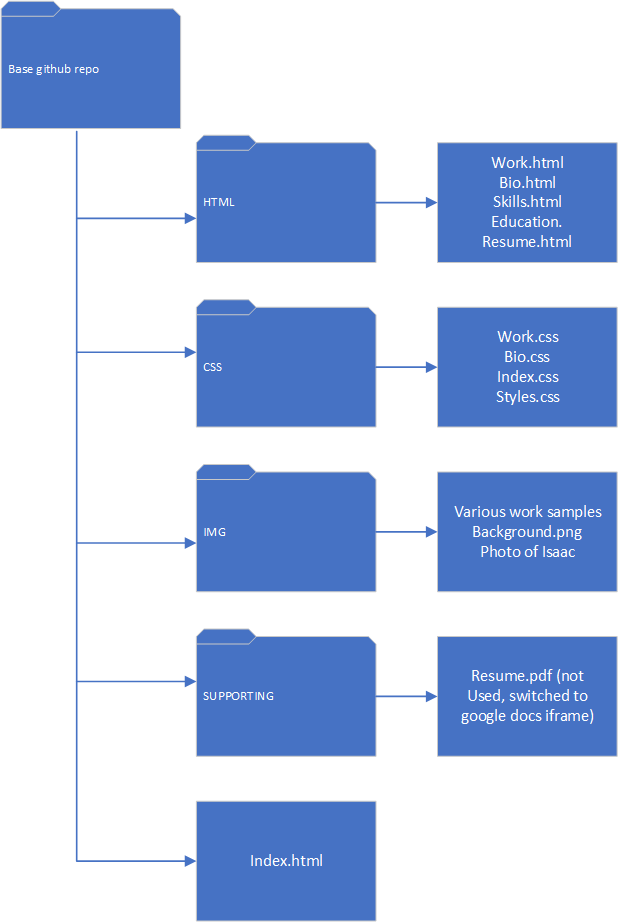 Base github repo
HTML
Work.html
Bio.html
Skills.html
Education.
Resume.html
CSS
Work.css
Bio.css
Index.css
Styles.css
IMG
Various work samples
Background.png
Photo of Isaac
SUPPORTING
Resume.pdf (not
Used, switched to
google docs iframe)
Index.html